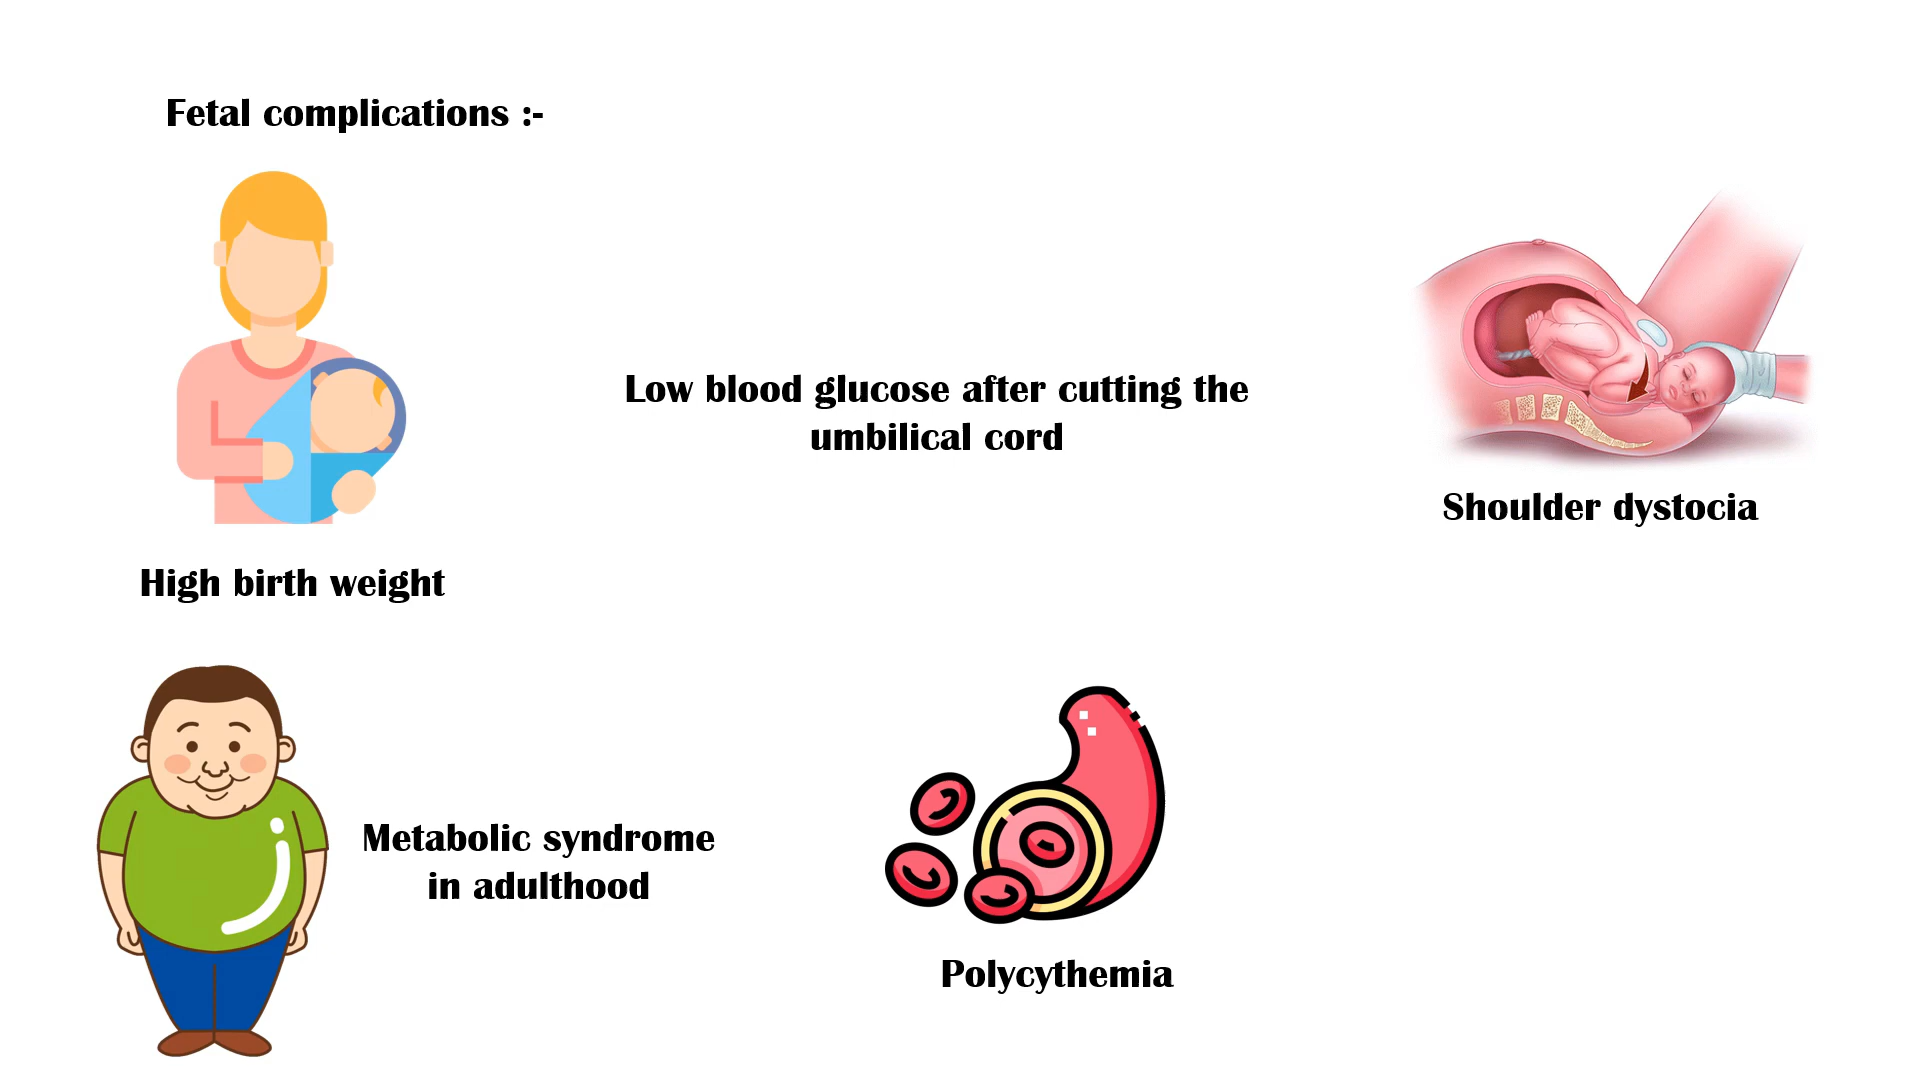 Fetal complications :-
Low blood glucose after cutting the
umbilical cord
Shoulder dystocia
High birth weight
Metabolic syndrome
in adulthood
Polycythemia